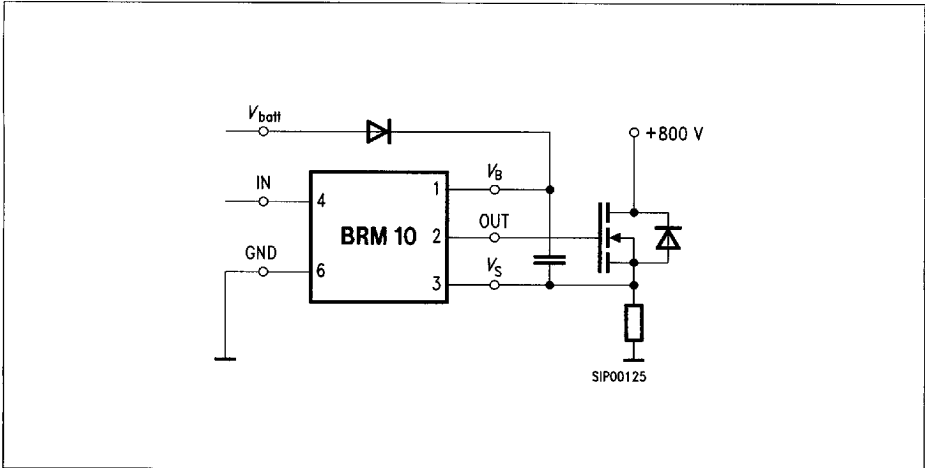 V_batt
+800 V
IN
4
1
V_B
BRM 10
2
OUT
GND
6
3
V_S
SIP00125